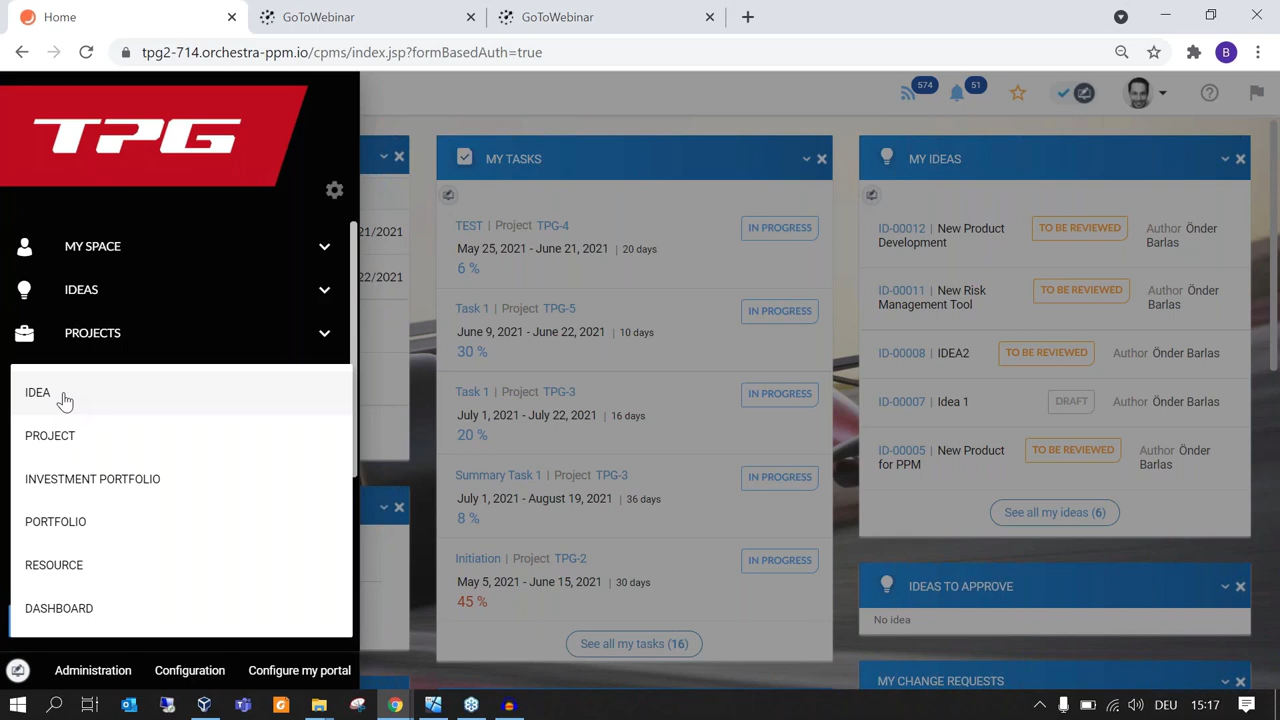 Home
GoToWebinar
GoToWebinar
tpg2-714.orchestra-ppm.io/cpms/index.jsp?formBasedAuth=true
B
TPG
574
51
MY SPACE
IDEAS
PROJECTS
IDEA
PROJECT
INVESTMENT PORTFOLIO
PORTFOLIO
RESOURCE
DASHBOARD
Administration
Configuration
Configure my portal
21/2021
22/2021
MY TASKS
TEST | Project TPG-4
IN PROGRESS
May 25, 2021 - June 21, 2021 | 20 days
6 %
Task 1 | Project TPG-5
IN PROGRESS
June 9, 2021 - June 22, 2021 | 10 days
30 %
Task 1 | Project TPG-3
IN PROGRESS
July 1, 2021 - July 22, 2021 | 16 days
20 %
Summary Task 1 | Project TPG-3
IN PROGRESS
July 1, 2021 - August 19, 2021 | 36 days
8 %
Initiation | Project TPG-2
IN PROGRESS
May 5, 2021 - June 15, 2021 | 30 days
45 %
See all my tasks (16)
MY IDEAS
ID-00012 | New Product Development
TO BE REVIEWED
Author Önder Barlas
ID-00011 | New Risk Management Tool
TO BE REVIEWED
Author Önder Barlas
ID-00008 | IDEA2
TO BE REVIEWED
Author Önder Barlas
ID-00007 | Idea 1
DRAFT
Author Önder Barlas
ID-00005 | New Product for PPM
TO BE REVIEWED
Author Önder Barlas
See all my ideas (6)
IDEAS TO APPROVE
No idea
MY CHANGE REQUESTS
DEU
15:17